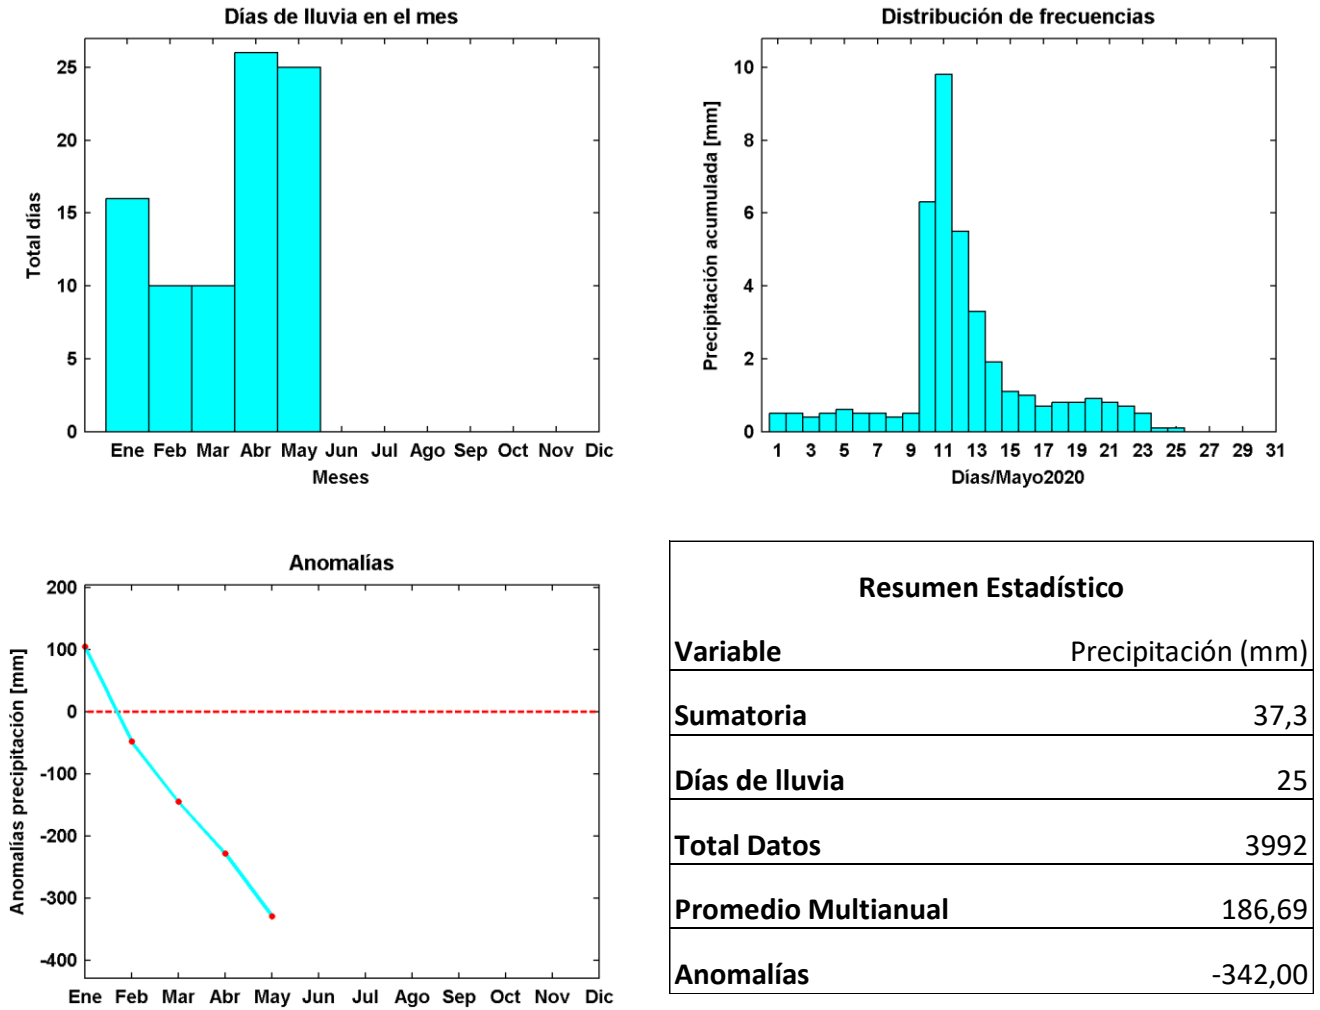 Días de lluvia en el mes
Total días
25
20
15
10
5
0
Ene Feb Mar Abr May Jun Jul Ago Sep Oct Nov Dic
Meses
Distribución de frecuencias
Precipitación acumulada [mm]
10
8
6
4
2
0
1 3 5 7 9 11 13 15 17 19 21 23 25 27 29 31
Días/Mayo2020
Anomalías
Anomalías precipitación [mm]
200
100
0
-100
-200
-300
-400
Ene Feb Mar Abr May Jun Jul Ago Sep Oct Nov Dic
Resumen Estadístico
Variable Precipitación (mm)
Sumatoria 37,3
Días de lluvia 25
Total Datos 3992
Promedio Multianual 186,69
Anomalías -342,00